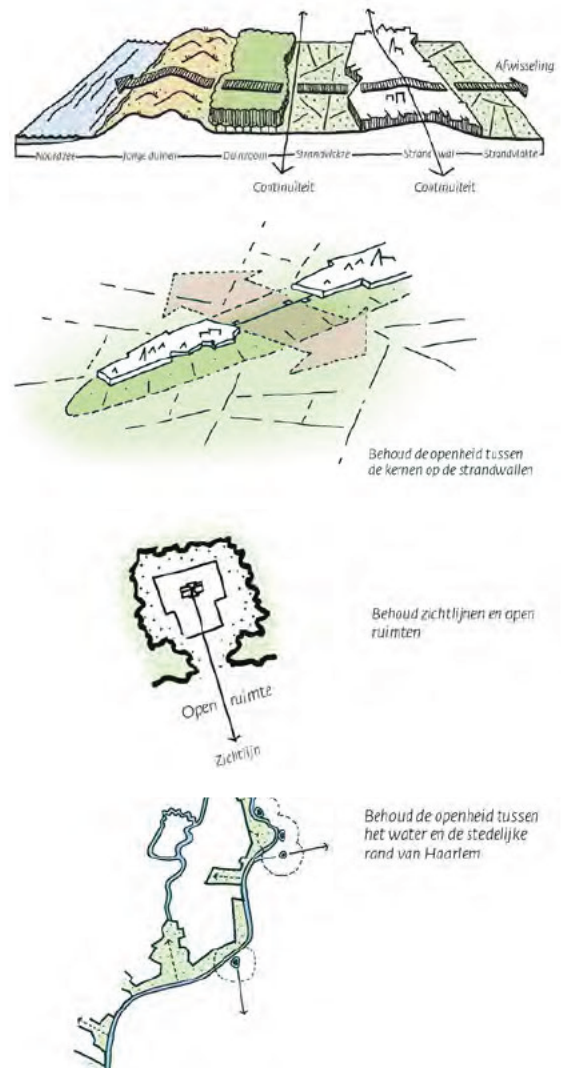 Afwisseling
Noordzee Jonge duinen Duinzoom Strandvlakte Strandwal Strandvlakte
Continuïteit Continuïteit
Behoud de openheid tussen
de kernen op de strandwallen
Behoud zichtlijnen en open
ruimten
Open ruimte
Zichtlijn
Behoud de openheid tussen
het water en de stedelijke
rand van Haarlem